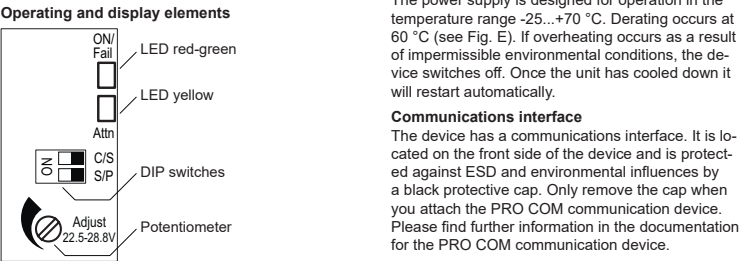 Operating and display elements
ON/
Fail
LED red-green
LED yellow
Attn
ON
C/S
S/P
DIP switches
Adjust
22.5-28.8V
Potentiometer
The power supply is designed for operation in the
temperature range -25...+70 °C. Derating occurs at
60 °C (see Fig. E). If overheating occurs as a result
of impermissible environmental conditions, the de-
vice switches off. Once the unit has cooled down it
will restart automatically.
Communications interface
The device has a communications interface. It is lo-
cated on the front side of the device and is protect-
ed against ESD and environmental influences by
a black protective cap. Only remove the cap when
you attach the PRO COM communication device.
Please find further information in the documentation
for the PRO COM communication device.